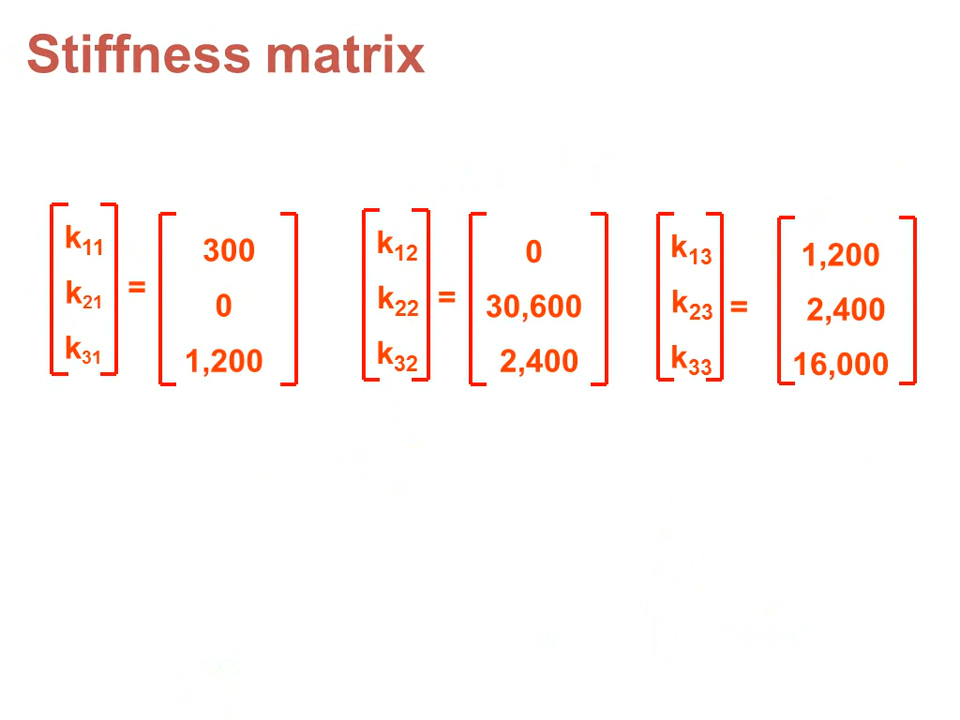 Stiffness matrix
k11 300 k12 0 k13 1,200
k21 = 0 k22 = 30,600 k23 = 2,400
k31 1,200 k32 2,400 k33 16,000